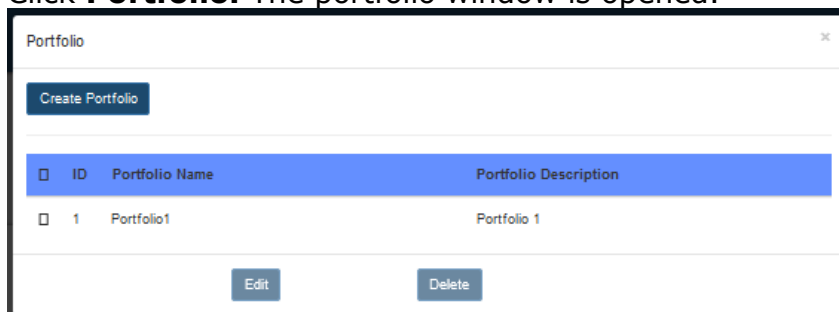 Click Portfolio. The portfolio window is opened.
Portfolio ×
Create Portfolio
ID Portfolio Name Portfolio Description
1 Portfolio1 Portfolio 1
Edit Delete